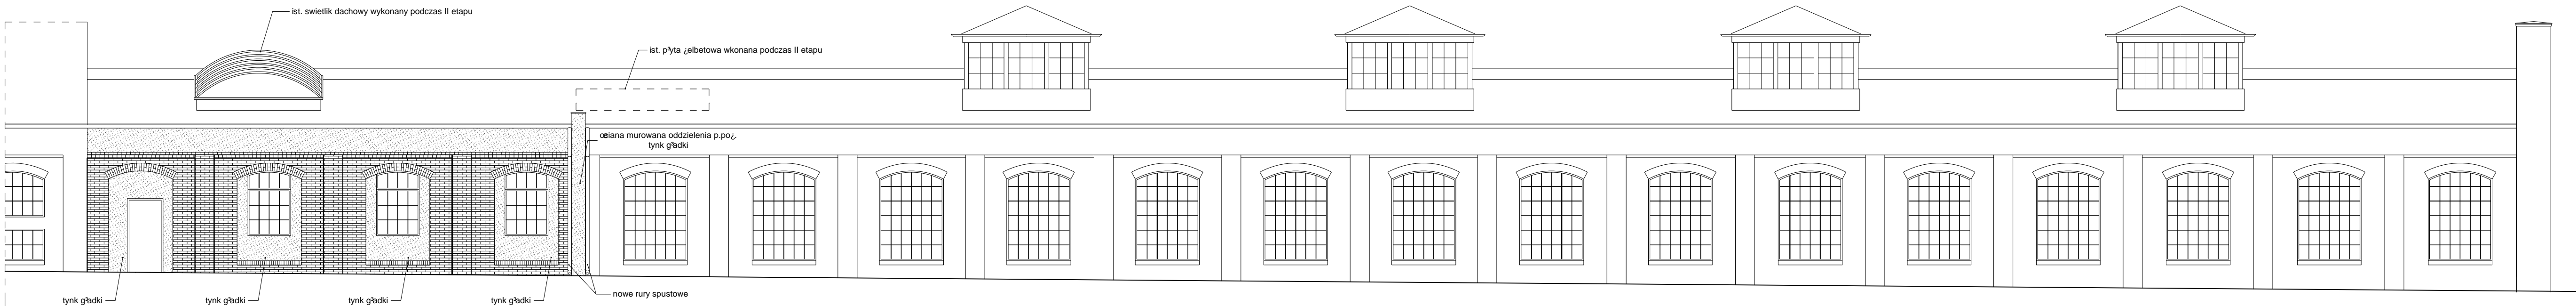 ist. swietlik dachowy wykonany podczas II etapu
ist. p³yta ¿elbetowa wkonana podczas II etapu
œciana murowana oddzielenia p.po¿.
tynk g³adki
tynk g³adki
tynk g³adki
tynk g³adki
tynk g³adki
nowe rury spustowe